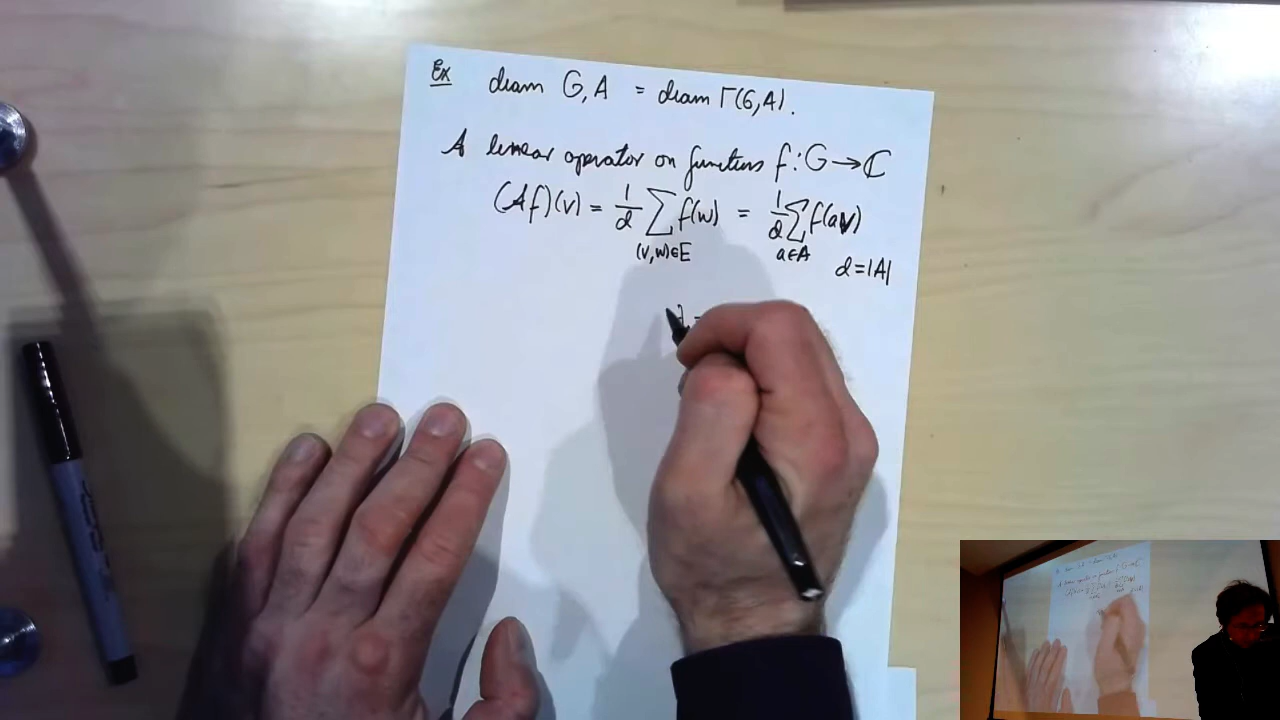 Ex diam G,A = diam Γ(G,A).
A linear operator on functions f:G→ℂ
(Af)(v) = 1/d ∑ f(w) = 1/d ∑ f(av)
(v,w)∈E a∈A d=|A|